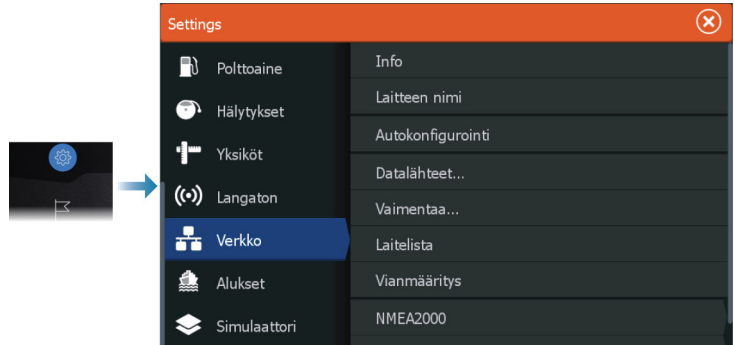 Settings
Polttoaine
Hälytykset
Yksiköt
Langaton
Verkko
Alukset
Simulaattori
Info
Laitteen nimi
Autokonfigurointi
Datalähteet...
Vaimentaa...
Laitelista
Vianmääritys
NMEA2000